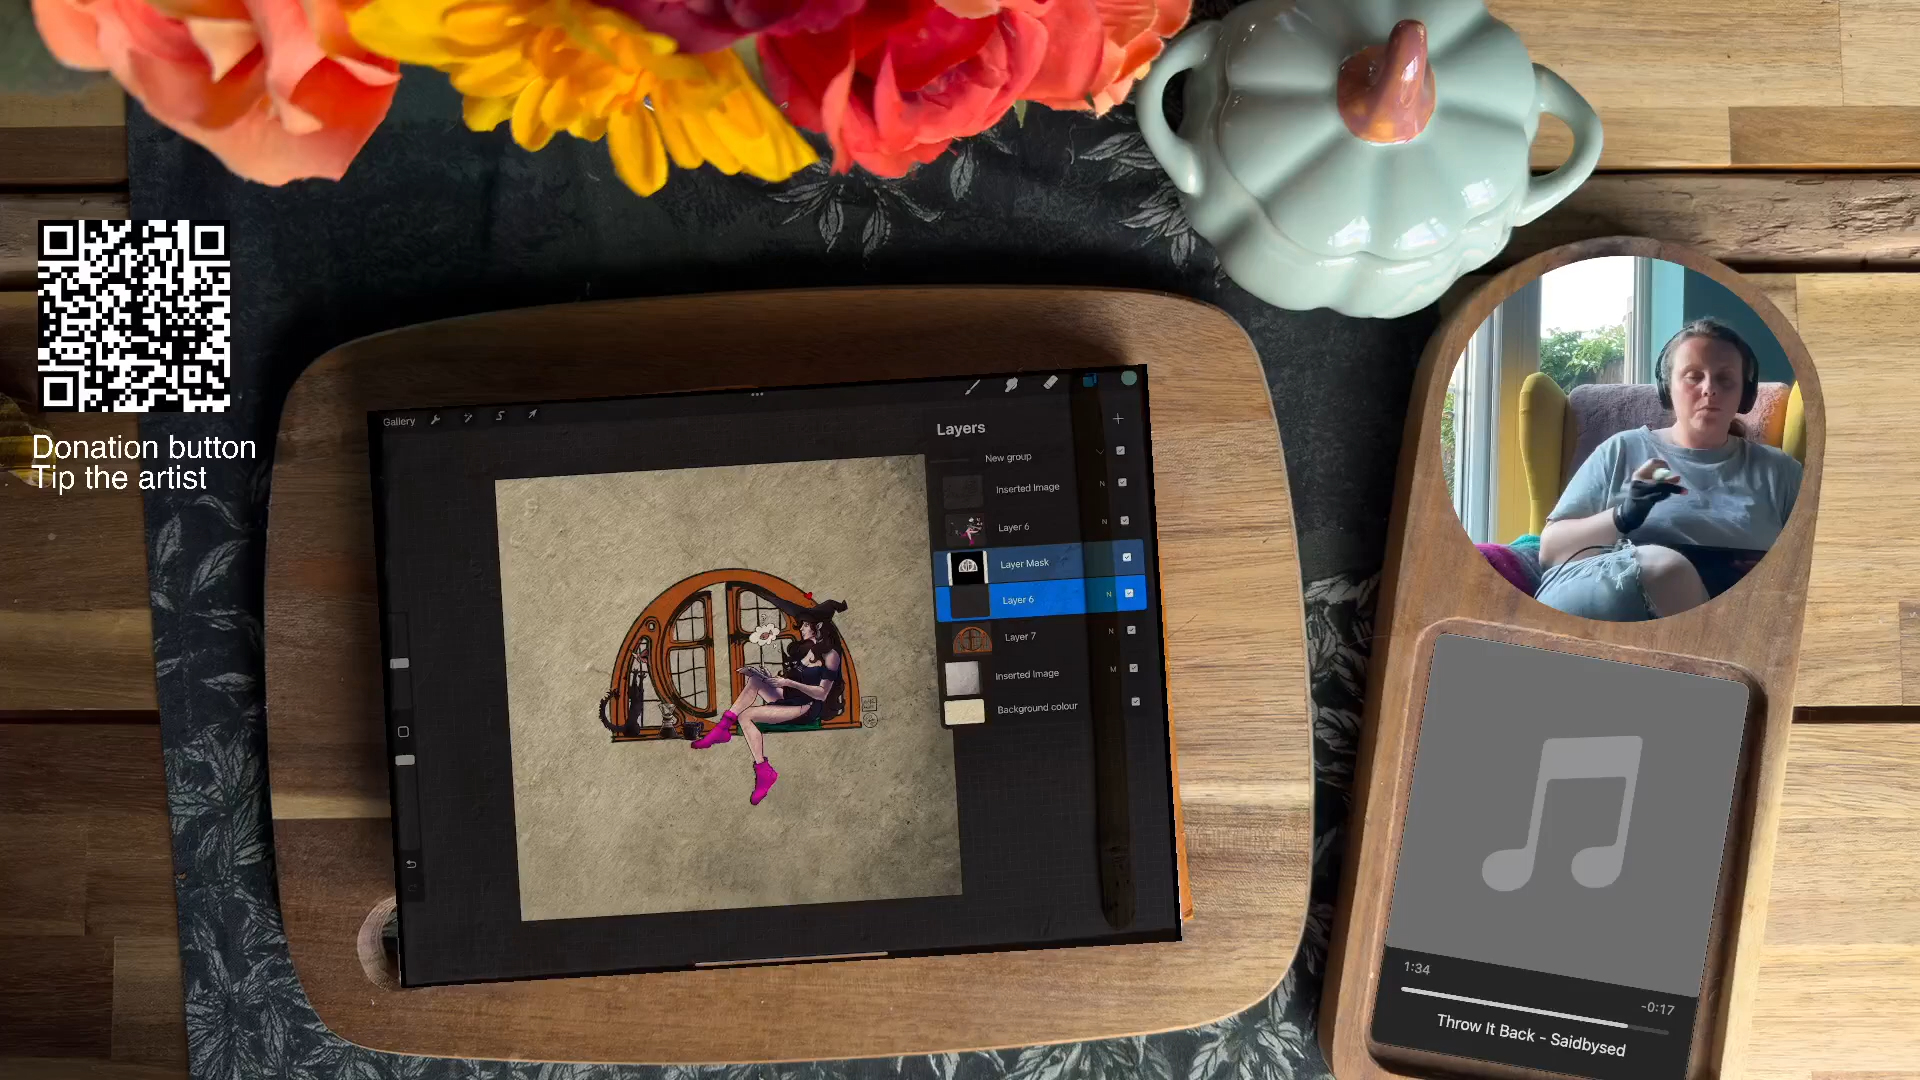 Donation button
Tip the artist
Gallery
Layers
New group
Inserted Image
N
Layer 6
N
Layer Mask
Layer 6
N
Layer 7
N
Inserted Image
M
Background colour
1:34
-0:17
Throw It Back - Saidbysed